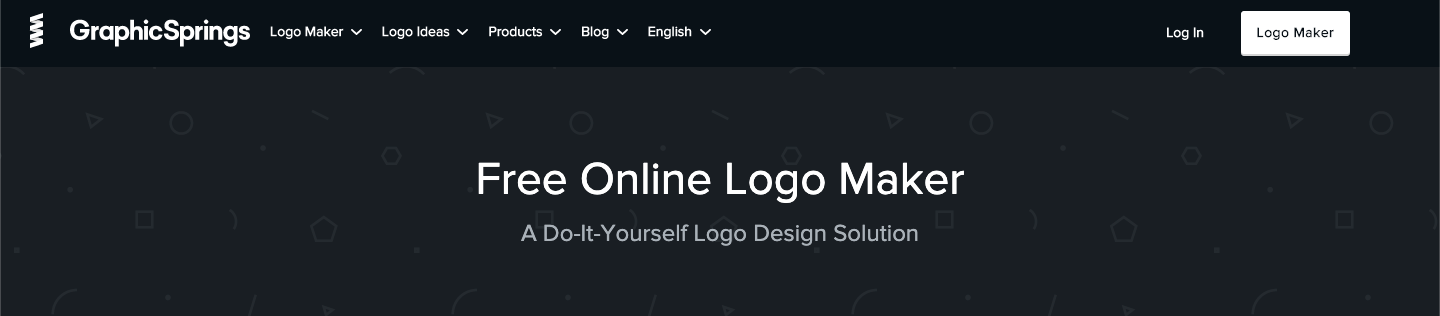 GraphicSprings Logo Maker Logo Ideas Products Blog English Log In Logo Maker
Free Online Logo Maker
A Do-It-Yourself Logo Design Solution